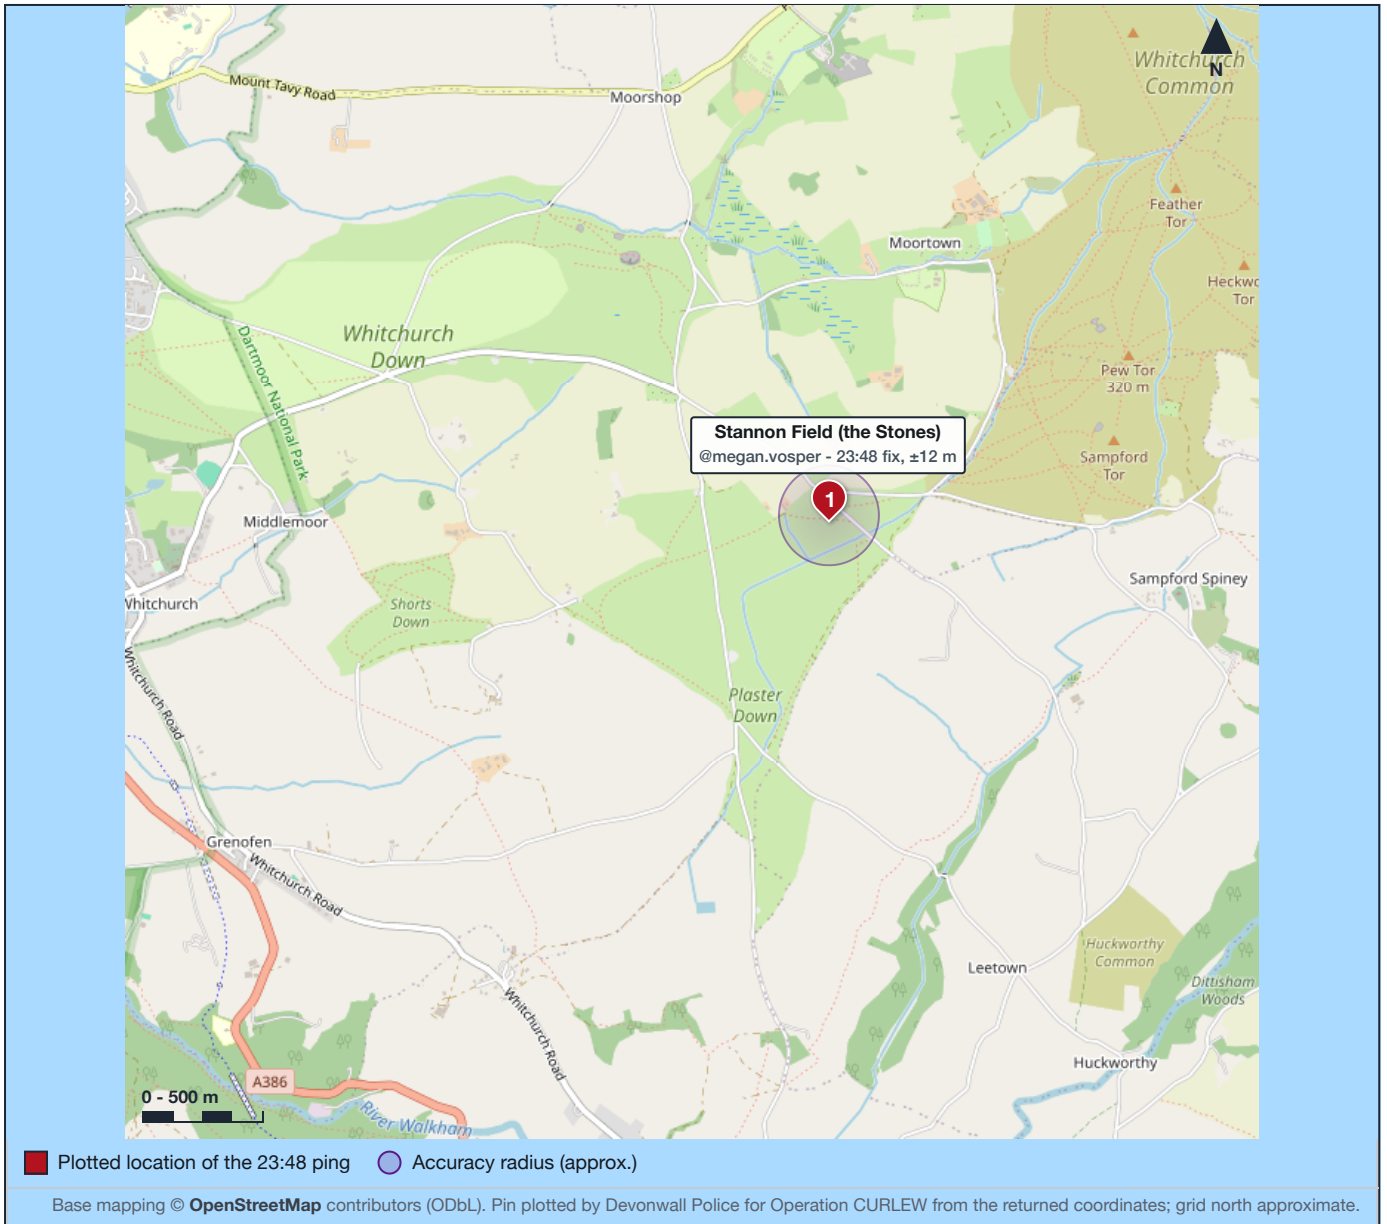 Whitchurch
Common
N
Mount Tavy Road
Moorshop
Feather
Tor
Moortown
Heckwo
Tor
Whitchurch
Down
Dartmoor National Park
Pew Tor
320 m
Stannon Field (the Stones)
@megan.vosper - 23:48 fix, ±12 m
Sampford
Tor
1
Middlemoor
Sampford Spiney
Whitchurch
Shorts
Down
Whitchurch Road
Plaster
Down
Grenofen
Whitchurch Road
Huckworthy
Common
Leetown
Dittisham
Woods
Whitchurch Road
Huckworthy
A386
0 - 500 m
River Walkham
Plotted location of the 23:48 ping
Accuracy radius (approx.)
Base mapping © OpenStreetMap contributors (ODbL). Pin plotted by Devonwall Police for Operation CURLEW from the returned coordinates; grid north approximate.